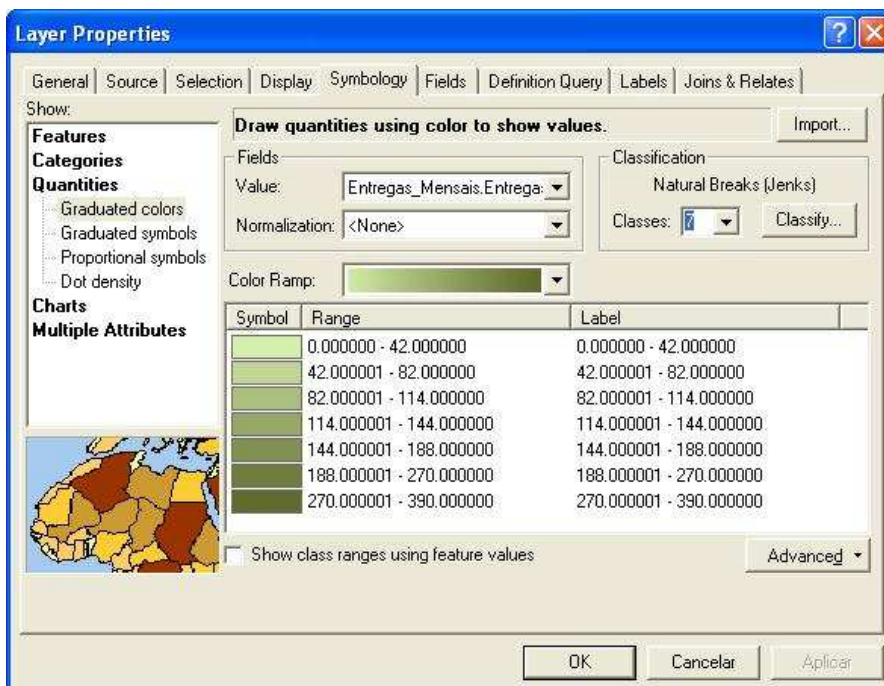 Layer Properties
General Source Selection Display Symbology Fields Definition Query Labels Joins & Relates
Show:
Features
Categories
Quantities
Graduated colors
Graduated symbols
Proportional symbols
Dot density
Charts
Multiple Attributes
Draw quantities using color to show values.
Import...
Fields
Value: Entregas_Mensais.Entrega:
Normalization: <None>
Classification
Natural Breaks (Jenks)
Classes: 7 Classify...
Color Ramp:
Symbol Range Label
0.000000 - 42.000000 0.000000 - 42.000000
42.000001 - 82.000000 42.000001 - 82.000000
82.000001 - 114.000000 82.000001 - 114.000000
114.000001 - 144.000000 114.000001 - 144.000000
144.000001 - 188.000000 144.000001 - 188.000000
188.000001 - 270.000000 188.000001 - 270.000000
270.000001 - 390.000000 270.000001 - 390.000000
Show class ranges using feature values
Advanced
OK Cancelar Aplicar